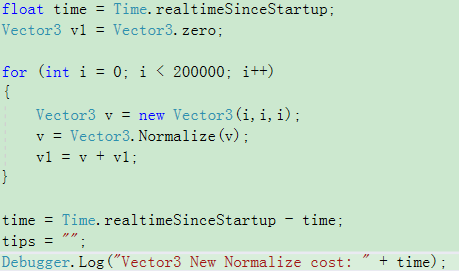 float time = Time.realtimeSinceStartup;
Vector3 v1 = Vector3.zero;
for (int i = 0; i < 200000; i++)
{
Vector3 v = new Vector3(i,i,i);
v = Vector3.Normalize(v);
v1 = v + v1;
}
time = Time.realtimeSinceStartup - time;
tips = "";
Debugger.Log("Vector3 New Normalize cost: " + time);